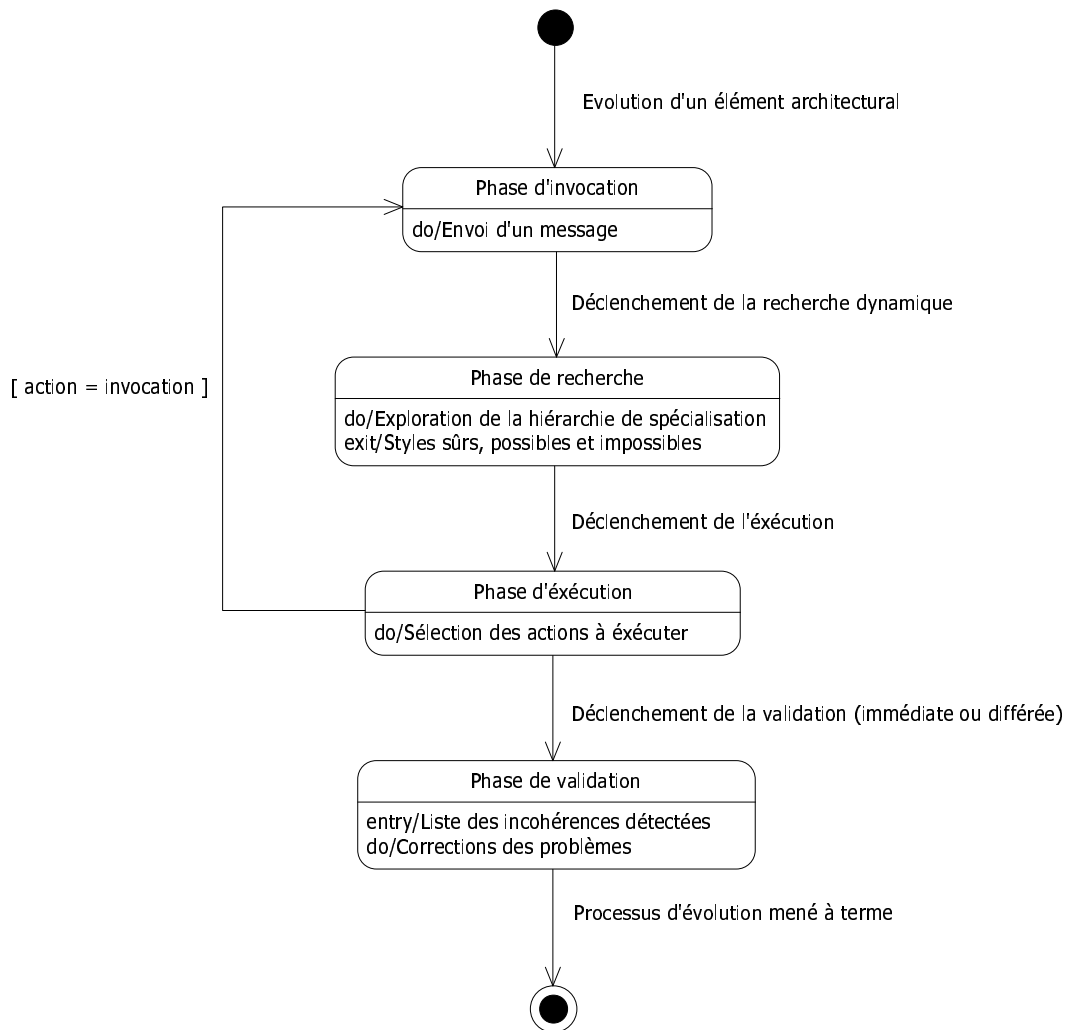 Evolution d'un élément architectural
Phase d'invocation
do/Envoi d'un message
Déclenchement de la recherche dynamique
[ action = invocation ]
Phase de recherche
do/Exploration de la hiérarchie de spécialisation
exit/Styles sûrs, possibles et impossibles
Déclenchement de l'éxécution
Phase d'éxécution
do/Sélection des actions à éxécuter
Déclenchement de la validation (immédiate ou différée)
Phase de validation
entry/Liste des incohérences détectées
do/Corrections des problèmes
Processus d'évolution mené à terme